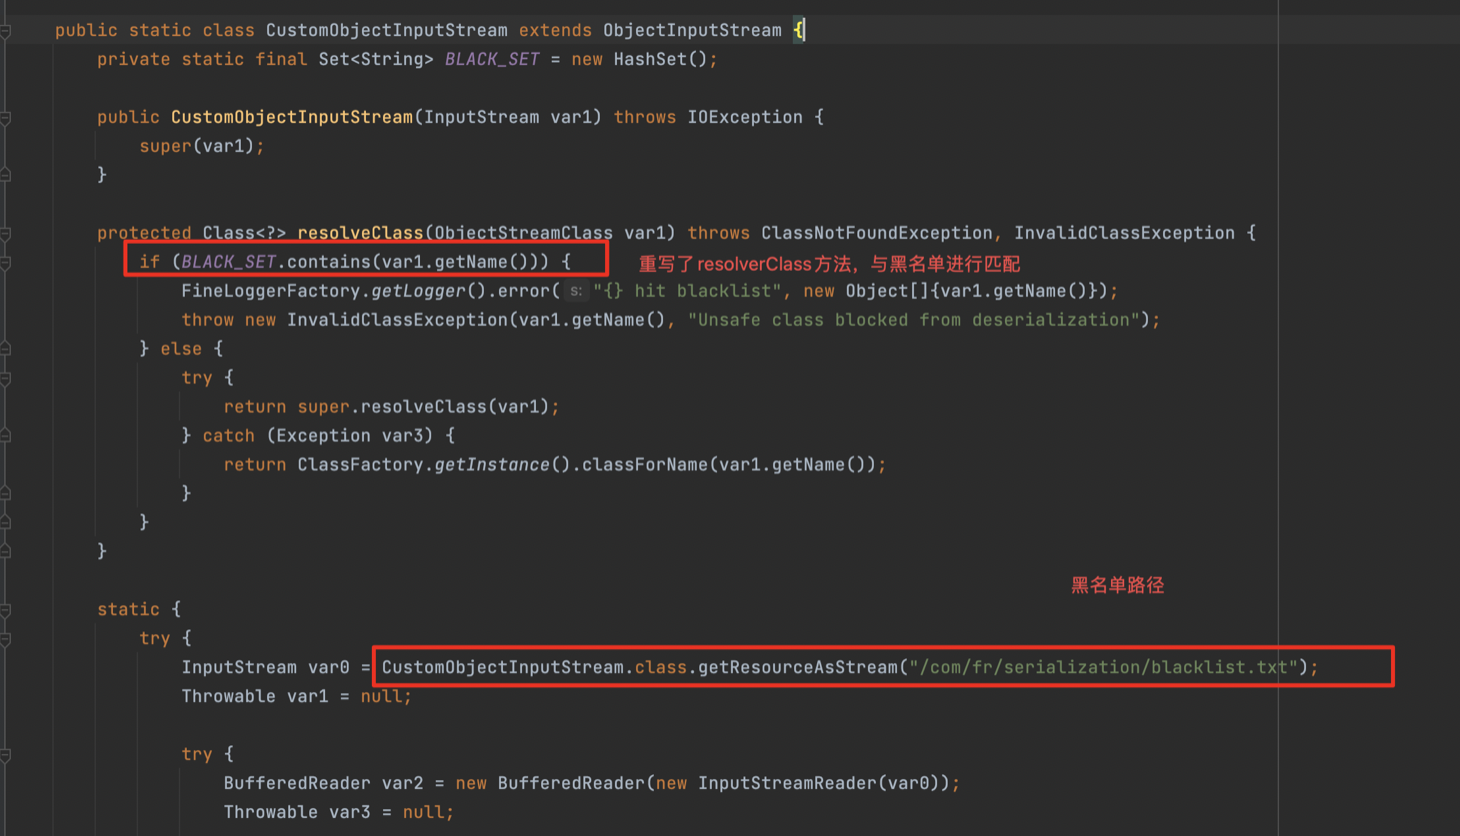 public static class CustomObjectInputStream extends ObjectInputStream {
private static final Set<String> BLACK_SET = new HashSet();
public CustomObjectInputStream(InputStream var1) throws IOException {
super(var1);
}
protected Class<?> resolveClass(ObjectStreamClass var1) throws ClassNotFoundException, InvalidClassException {
if (BLACK_SET.contains(var1.getName())) { 重写了resolverClass方法，与黑名单进行匹配
FineLoggerFactory.getLogger().error( s: "{} hit blacklist", new Object[]{var1.getName()});
throw new InvalidClassException(var1.getName(), "Unsafe class blocked from deserialization");
} else {
try {
return super.resolveClass(var1);
} catch (Exception var3) {
return ClassFactory.getInstance().classForName(var1.getName());
}
}
}
黑名单路径
static {
try {
InputStream var0 = CustomObjectInputStream.class.getResourceAsStream("/com/fr/serialization/blacklist.txt");
Throwable var1 = null;
try {
BufferedReader var2 = new BufferedReader(new InputStreamReader(var0));
Throwable var3 = null;